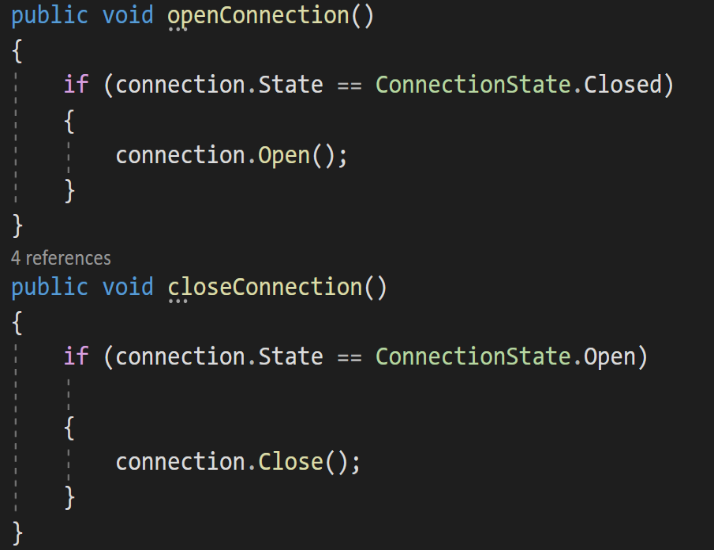 public void openConnection()
{
if (connection.State == ConnectionState.Closed)
{
connection.Open();
}
}
4 references
public void closeConnection()
{
if (connection.State == ConnectionState.Open)
{
connection.Close();
}
}